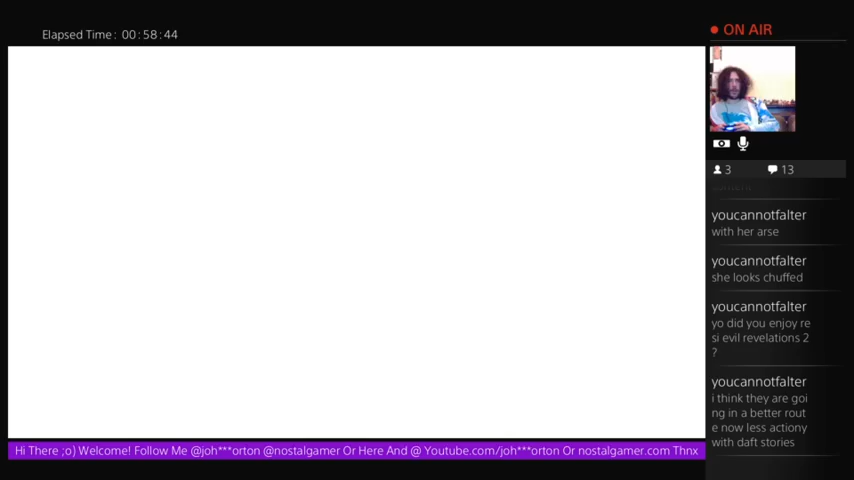 Elapsed Time: 00:58:44
ON AIR
3
13
youcannotfalter
with her arse
youcannotfalter
she looks chuffed
youcannotfalter
yo did you enjoy re
si evil revelations 2
?
youcannotfalter
i think they are goi
ng in a better rout
e now less actiony
with daft stories
Hi There ;o) Welcome! Follow Me @joh***orton @nostalgamer Or Here And @ Youtube.com/joh***orton Or nostalgamer.com Thnx